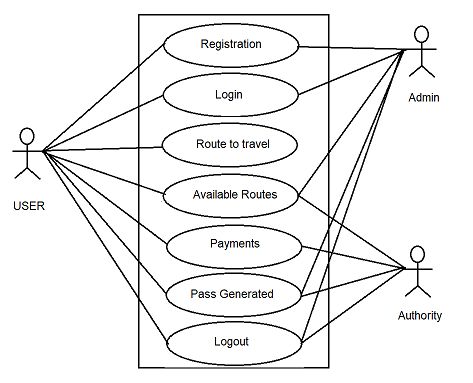 Registration
Admin
Login
Route to travel
USER
Available Routes
Payments
Pass Generated
Authority
Logout